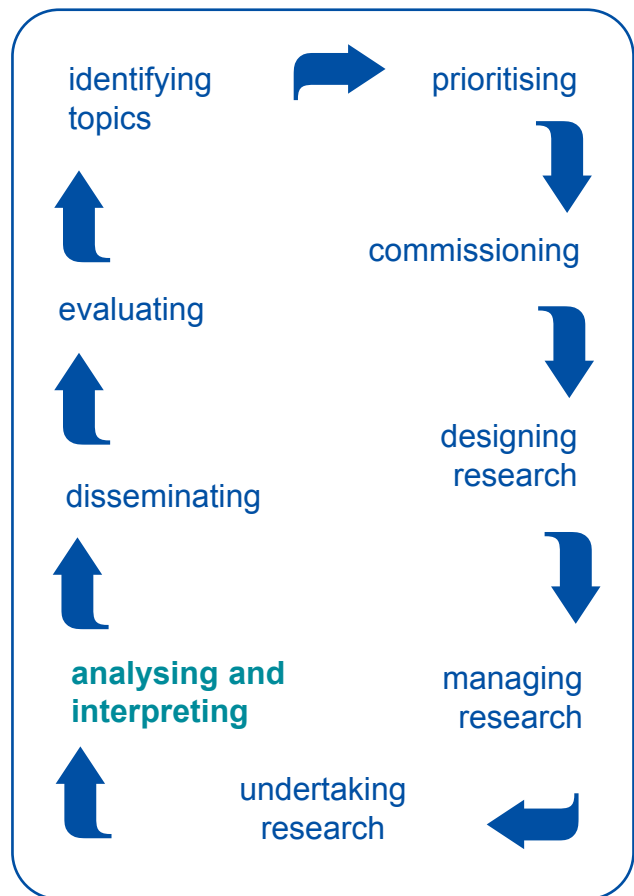 identifying
topics
prioritising
commissioning
designing
research
managing
research
undertaking
research
analysing and
interpreting
disseminating
evaluating